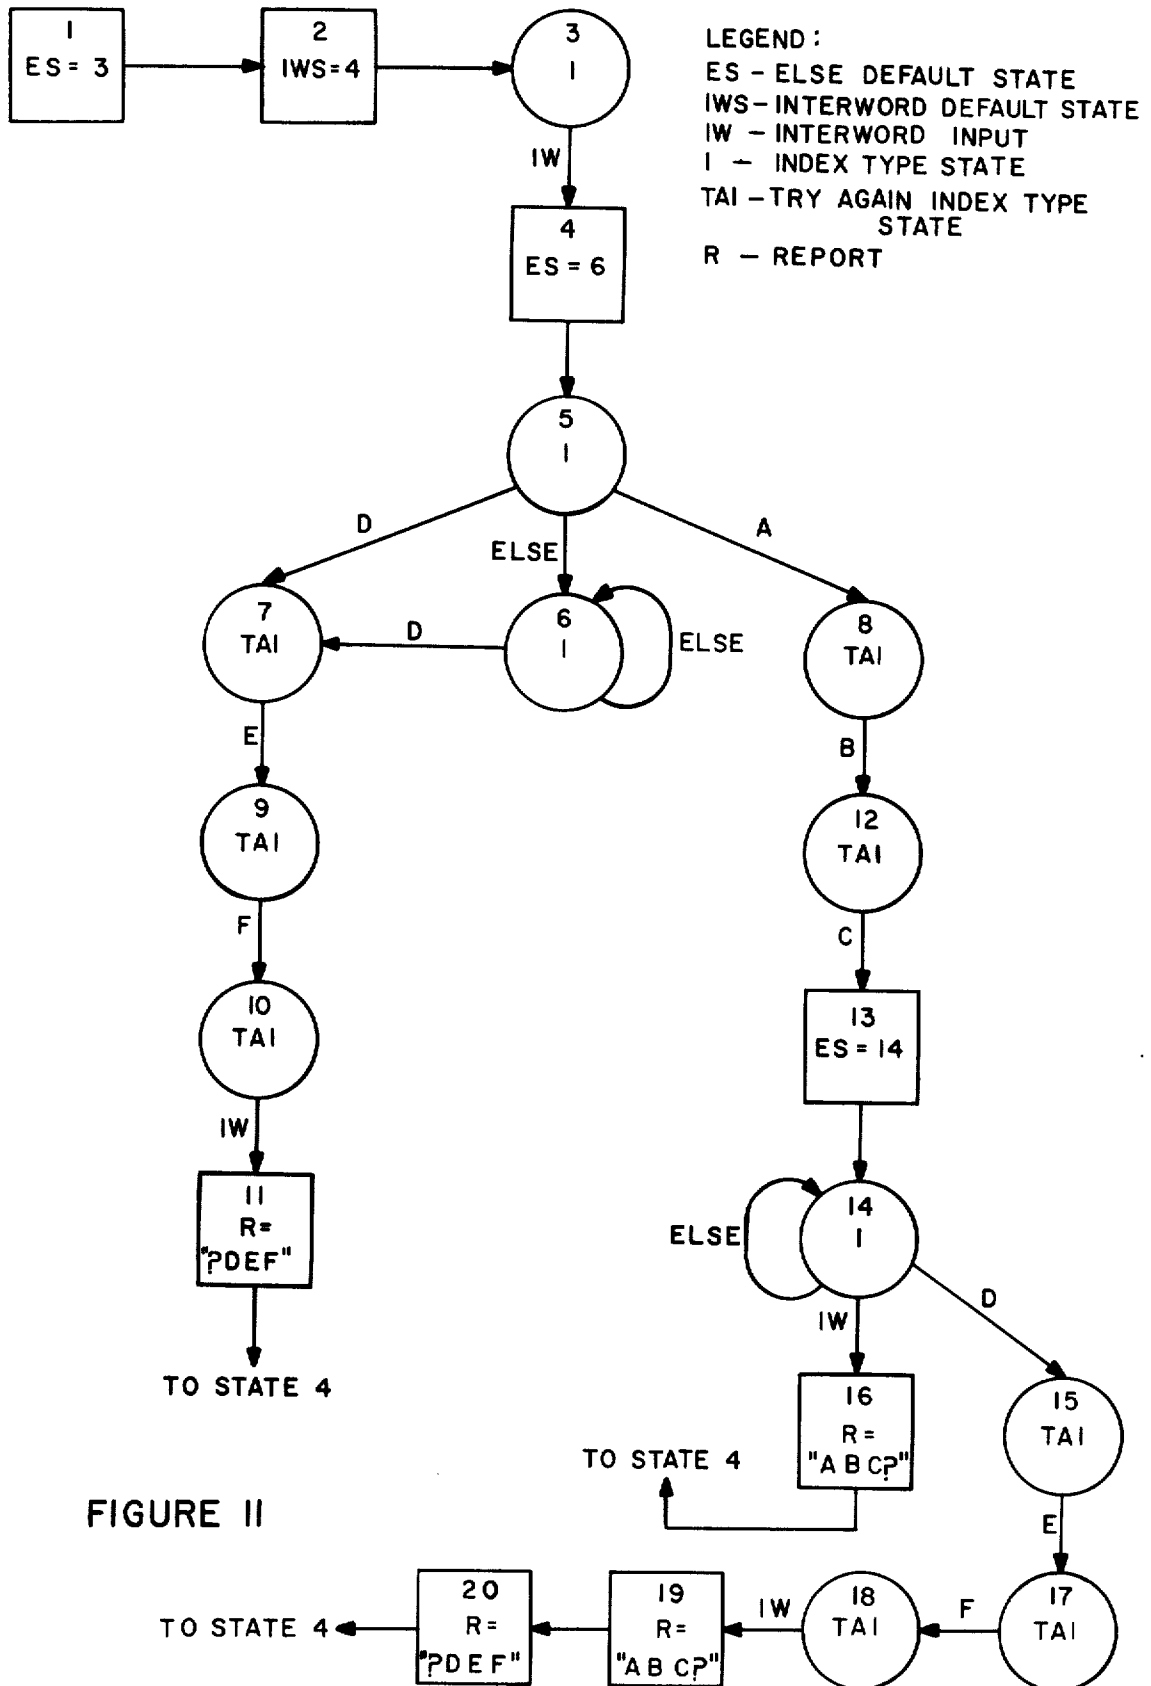 1
ES = 3
2
IWS=4
3
I
LEGEND:
ES - ELSE DEFAULT STATE
IWS-INTERWORD DEFAULT STATE
IW - INTERWORD INPUT
I - INDEX TYPE STATE
TAI-TRY AGAIN INDEX TYPE
STATE
R - REPORT
IW
4
ES = 6
5
I
D
ELSE
A
7
TAI
D
6
I
ELSE
8
TAI
E
B
9
TAI
12
TAI
F
C
10
TAI
13
ES = 14
IW
11
R=
"?DEF"
TO STATE 4
ELSE
14
I
IW
D
16
R=
"ABC?"
TO STATE 4
15
TAI
E
FIGURE 11
TO STATE 4
20
R=
"?DEF"
19
R=
"ABC?"
IW
18
TAI
F
17
TAI